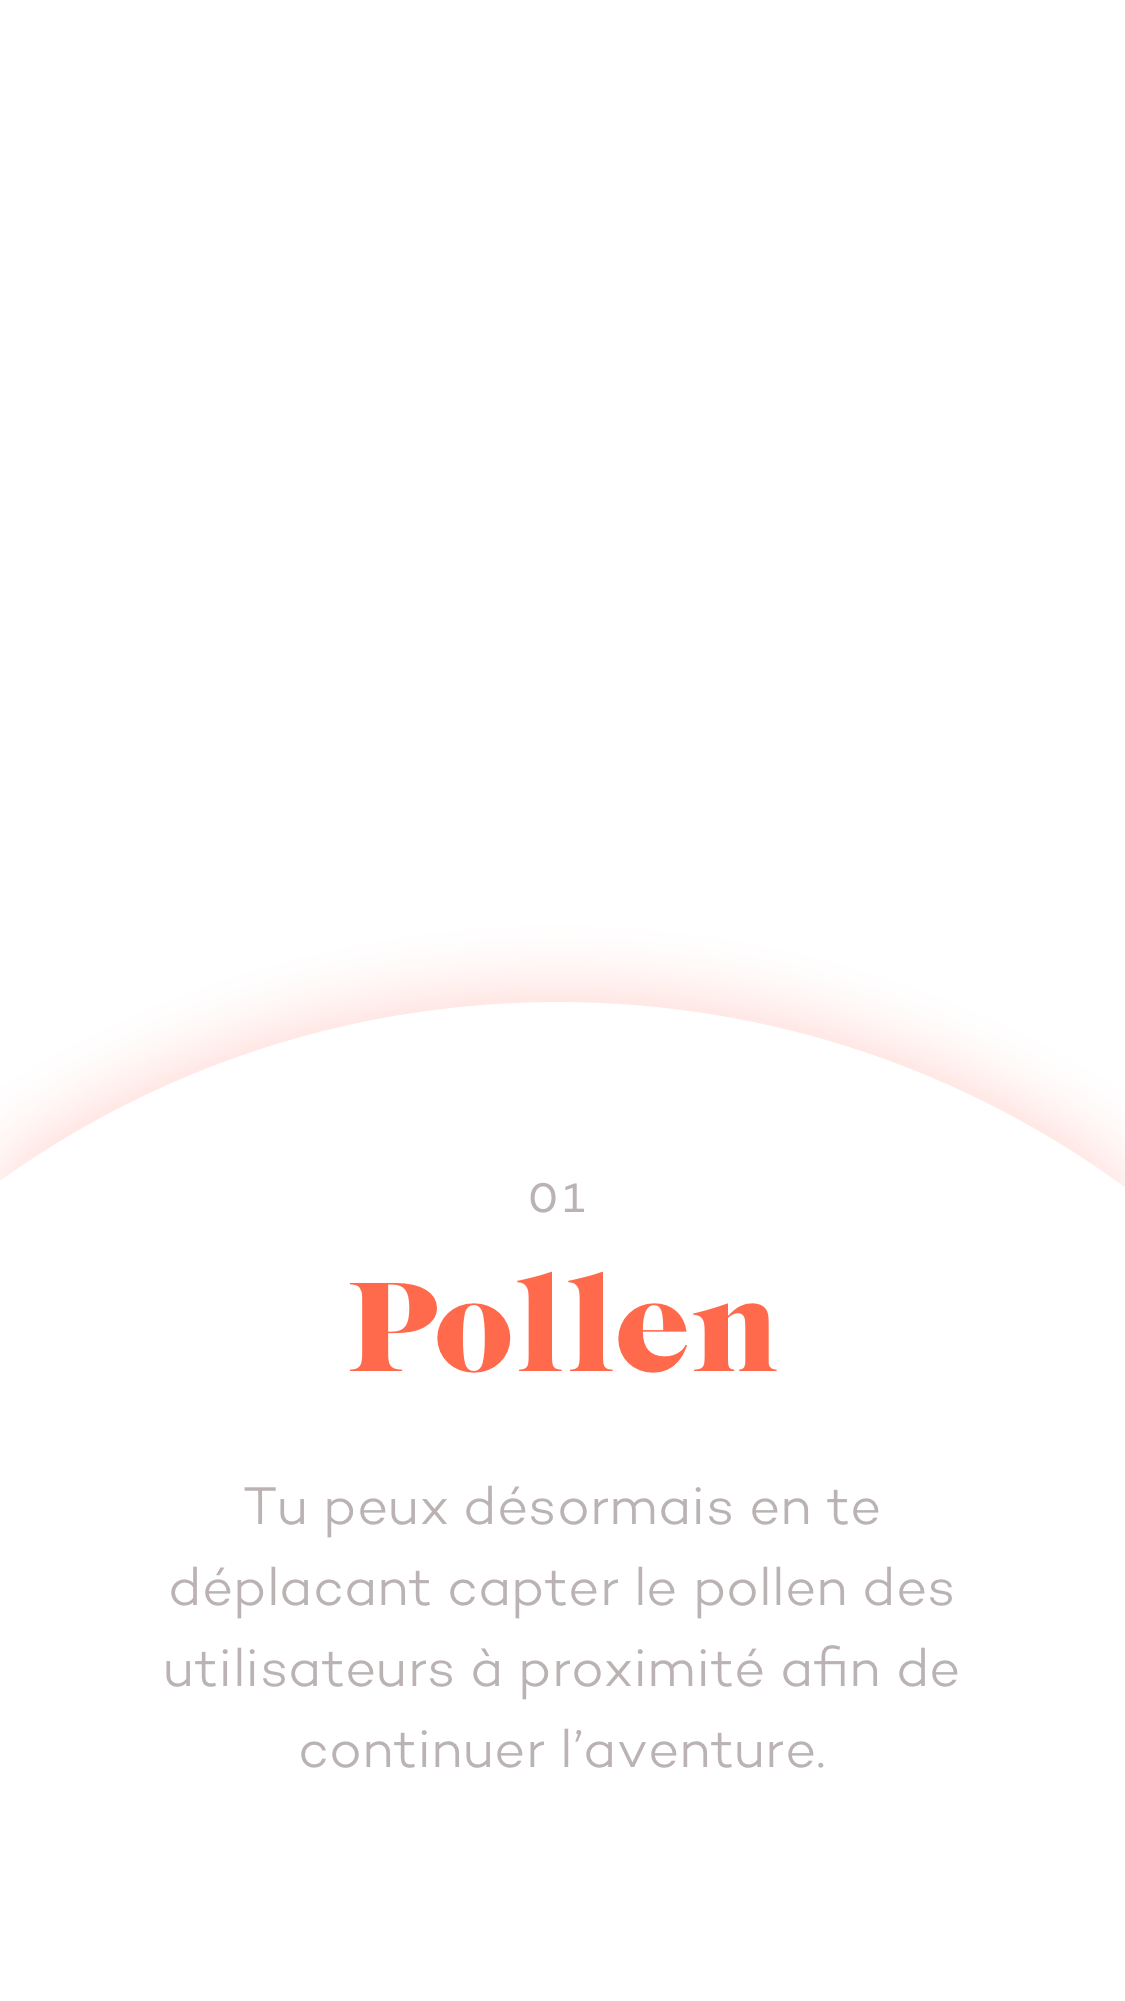 01
Pollen
Tu peux désormais en te
déplacant capter le pollen des
utilisateurs à proximité afin de
continuer l’aventure.